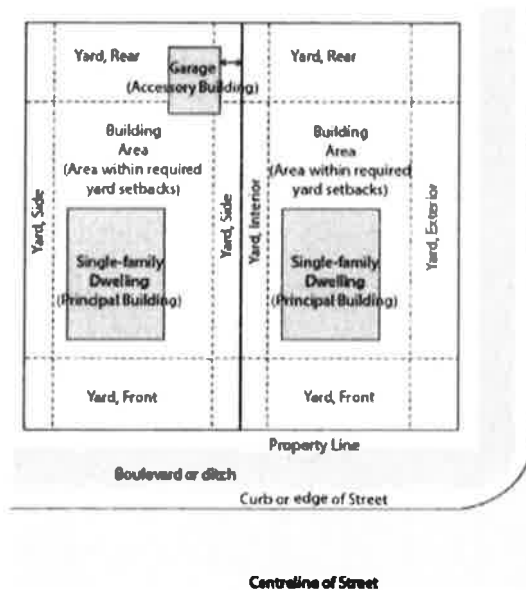 Yard, Rear
Garage
(Accessory Building)
Yard, Rear
Building
Area
(Area within required
yard setbacks)
Building
Area
(Area within required
yard setbacks)
Yard, Side
Yard, Side
Yard, Interior
Yard, Exterior
Single-family
Dwelling
(Principal Building)
Single-family
Dwelling
(Principal Building)
Yard, Front
Yard, Front
Property Line
Boulevard or ditch
Curb or edge of Street
Centreline of Street